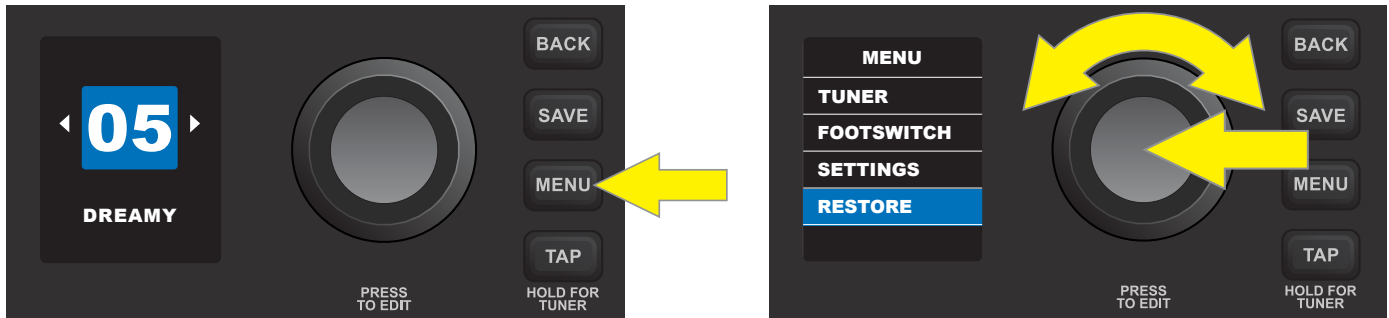 05
DREAMY
BACK
SAVE
MENU
TAP
PRESS
TO EDIT
HOLD FOR
TUNER
MENU
TUNER
FOOTSWITCH
SETTINGS
RESTORE
BACK
SAVE
MENU
TAP
PRESS
TO EDIT
HOLD FOR
TUNER